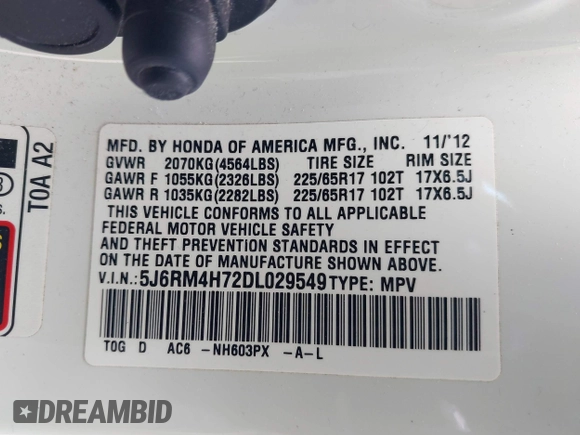 MFD. BY HONDA OF AMERICA MFG., INC. 11/'12
GVWR 2070KG(4564LBS) TIRE SIZE RIM SIZE
GAWR F 1055KG(2326LBS) 225/65R17 102T 17X6.5J
GAWR R 1035KG(2282LBS) 225/65R17 102T 17X6.5J
THIS VEHICLE CONFORMS TO ALL APPLICABLE
FEDERAL MOTOR VEHICLE SAFETY
AND THEFT PREVENTION STANDARDS IN EFFECT
ON THE DATE OF MANUFACTURE SHOWN ABOVE.
V.I.N.: 5J6RM4H72DL029549 TYPE: MPV
T0G D AC6 -NH603PX -A-L
T0A A2
DREAMBID